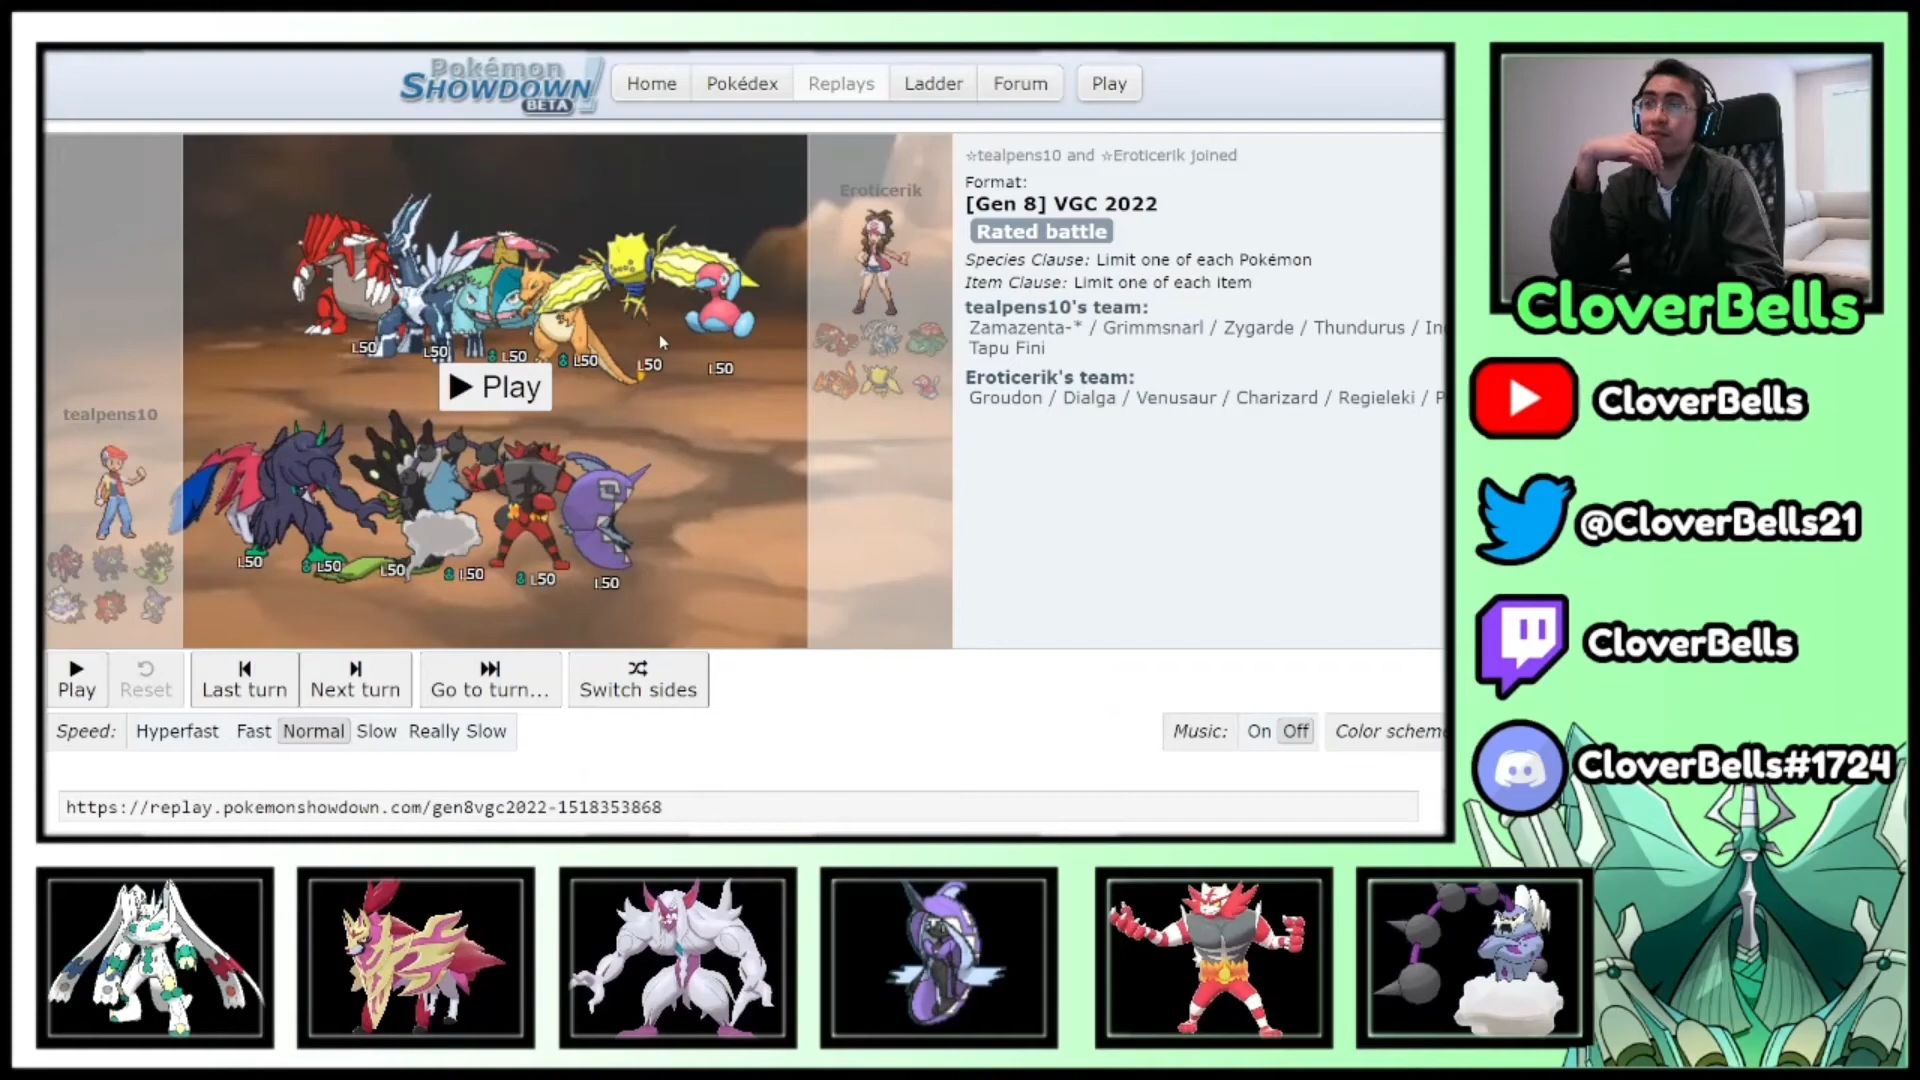 Pokémon
SHOWDOWN!
BETA
Home
Pokédex
Replays
Ladder
Forum
Play
☆tealpens10 and ☆Eroticerik joined
Format:
[Gen 8] VGC 2022
Rated battle
Species Clause: Limit one of each Pokémon
Item Clause: Limit one of each item
tealpens10's team:
Zamazenta-* / Grimmsnarl / Zygarde / Thundurus / In
Tapu Fini
Eroticerik's team:
Groudon / Dialga / Venusaur / Charizard / Regieleki / P
Eroticerik
L50
L50
L50
L50
L50
L50
Play
tealpens10
L50
L50
L50
L50
L50
L50
Play
Reset
Last turn
Next turn
Go to turn...
Switch sides
Speed:
Hyperfast
Fast
Normal
Slow
Really Slow
Music:
On
Off
Color scheme
https://replay.pokemonshowdown.com/gen8vgc2022-1518353868
CloverBells
CloverBells
@CloverBells21
CloverBells
CloverBells#1724